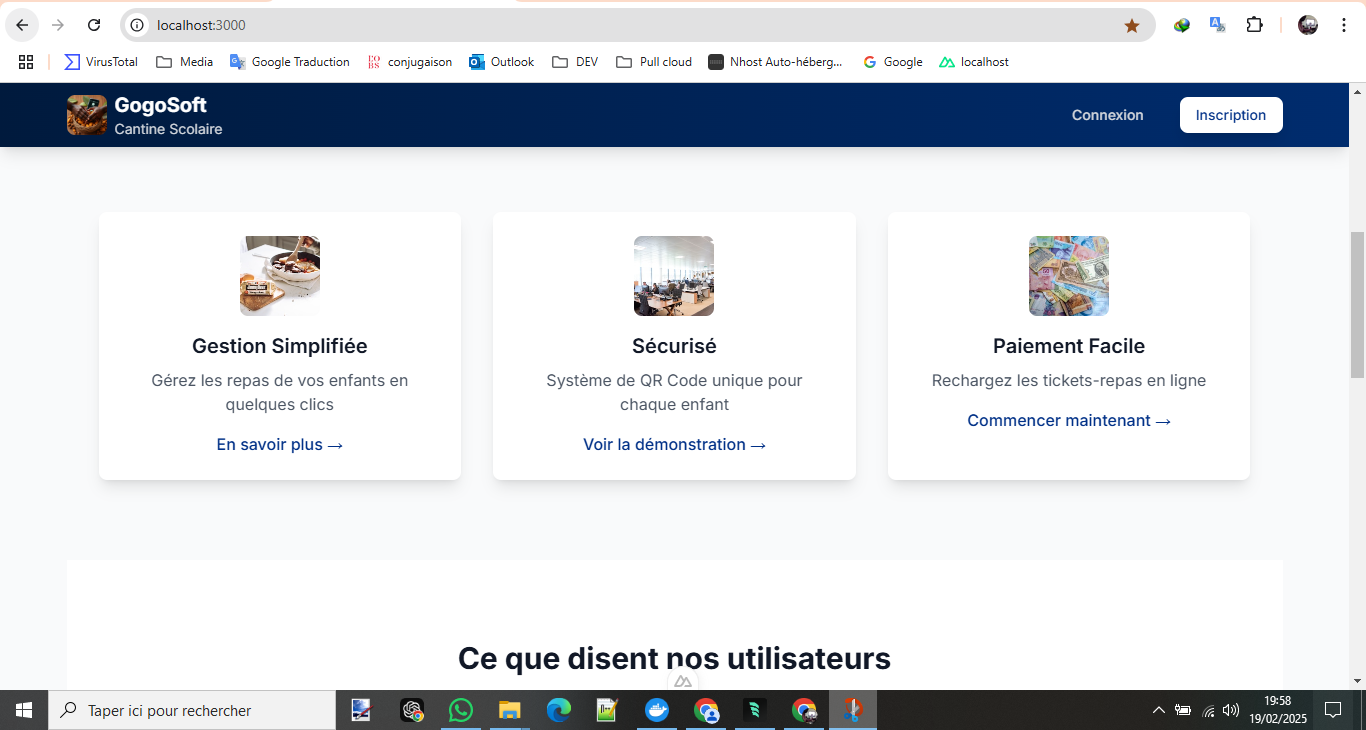 localhost:3000
VirusTotal
Media
Google Traduction
conjugaison
Outlook
DEV
Pull cloud
Nhost Auto-héberg...
Google
localhost
GogoSoft
Cantine Scolaire
Connexion
Inscription
Gestion Simplifiée
Gérez les repas de vos enfants en
quelques clics
En savoir plus →
Sécurisé
Système de QR Code unique pour
chaque enfant
Voir la démonstration →
Paiement Facile
Rechargez les tickets-repas en ligne
Commencer maintenant →
Ce que disent nos utilisateurs
Taper ici pour rechercher
19:58
19/02/2025